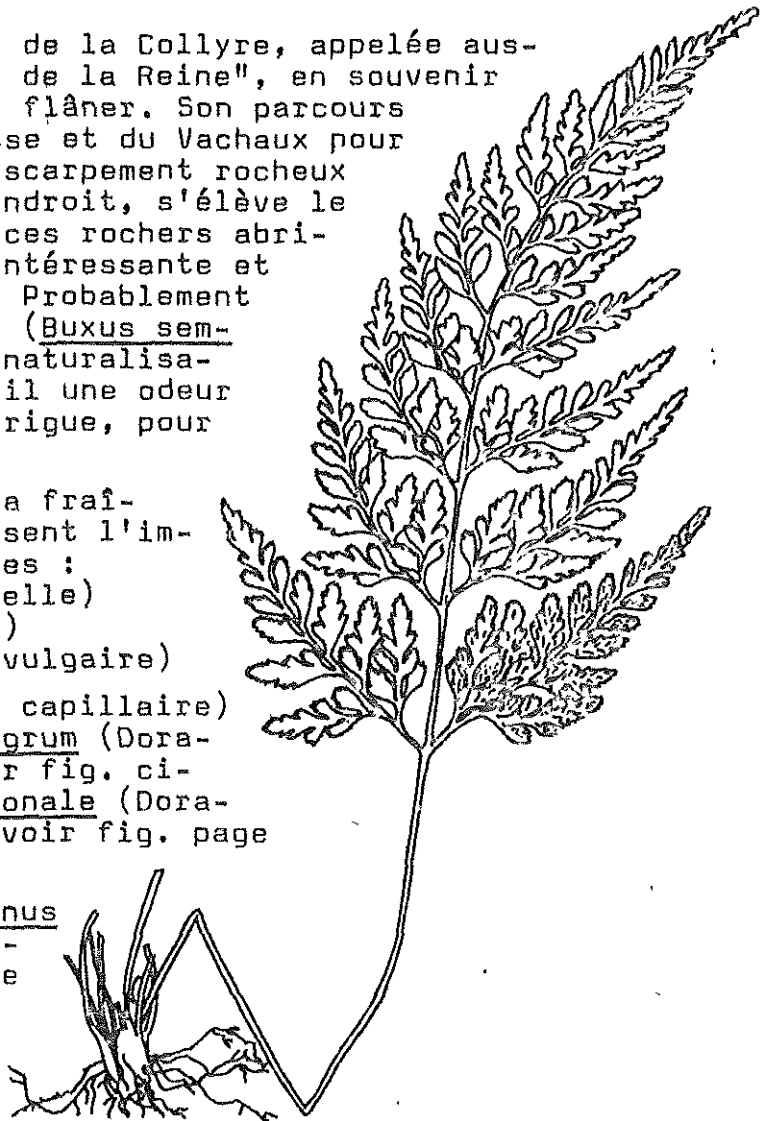 de la Collyre, appelée aus-
de la Reine", en souvenir
flâner. Son parcours
sse et du Vachaux pour
scarpement rocheux
ndroit, s'élève le
ces rochers abri-
ntéressante et
Probablement
(Buxus sem-
naturalisa-
il une odeur
rigue, pour
a fraî-
sent l'im-
es :
elle)
)
vulgaire)
capillaire)
grum (Dora-
r fig. ci-
onale (Dora-
voir fig. page
nus
-
e